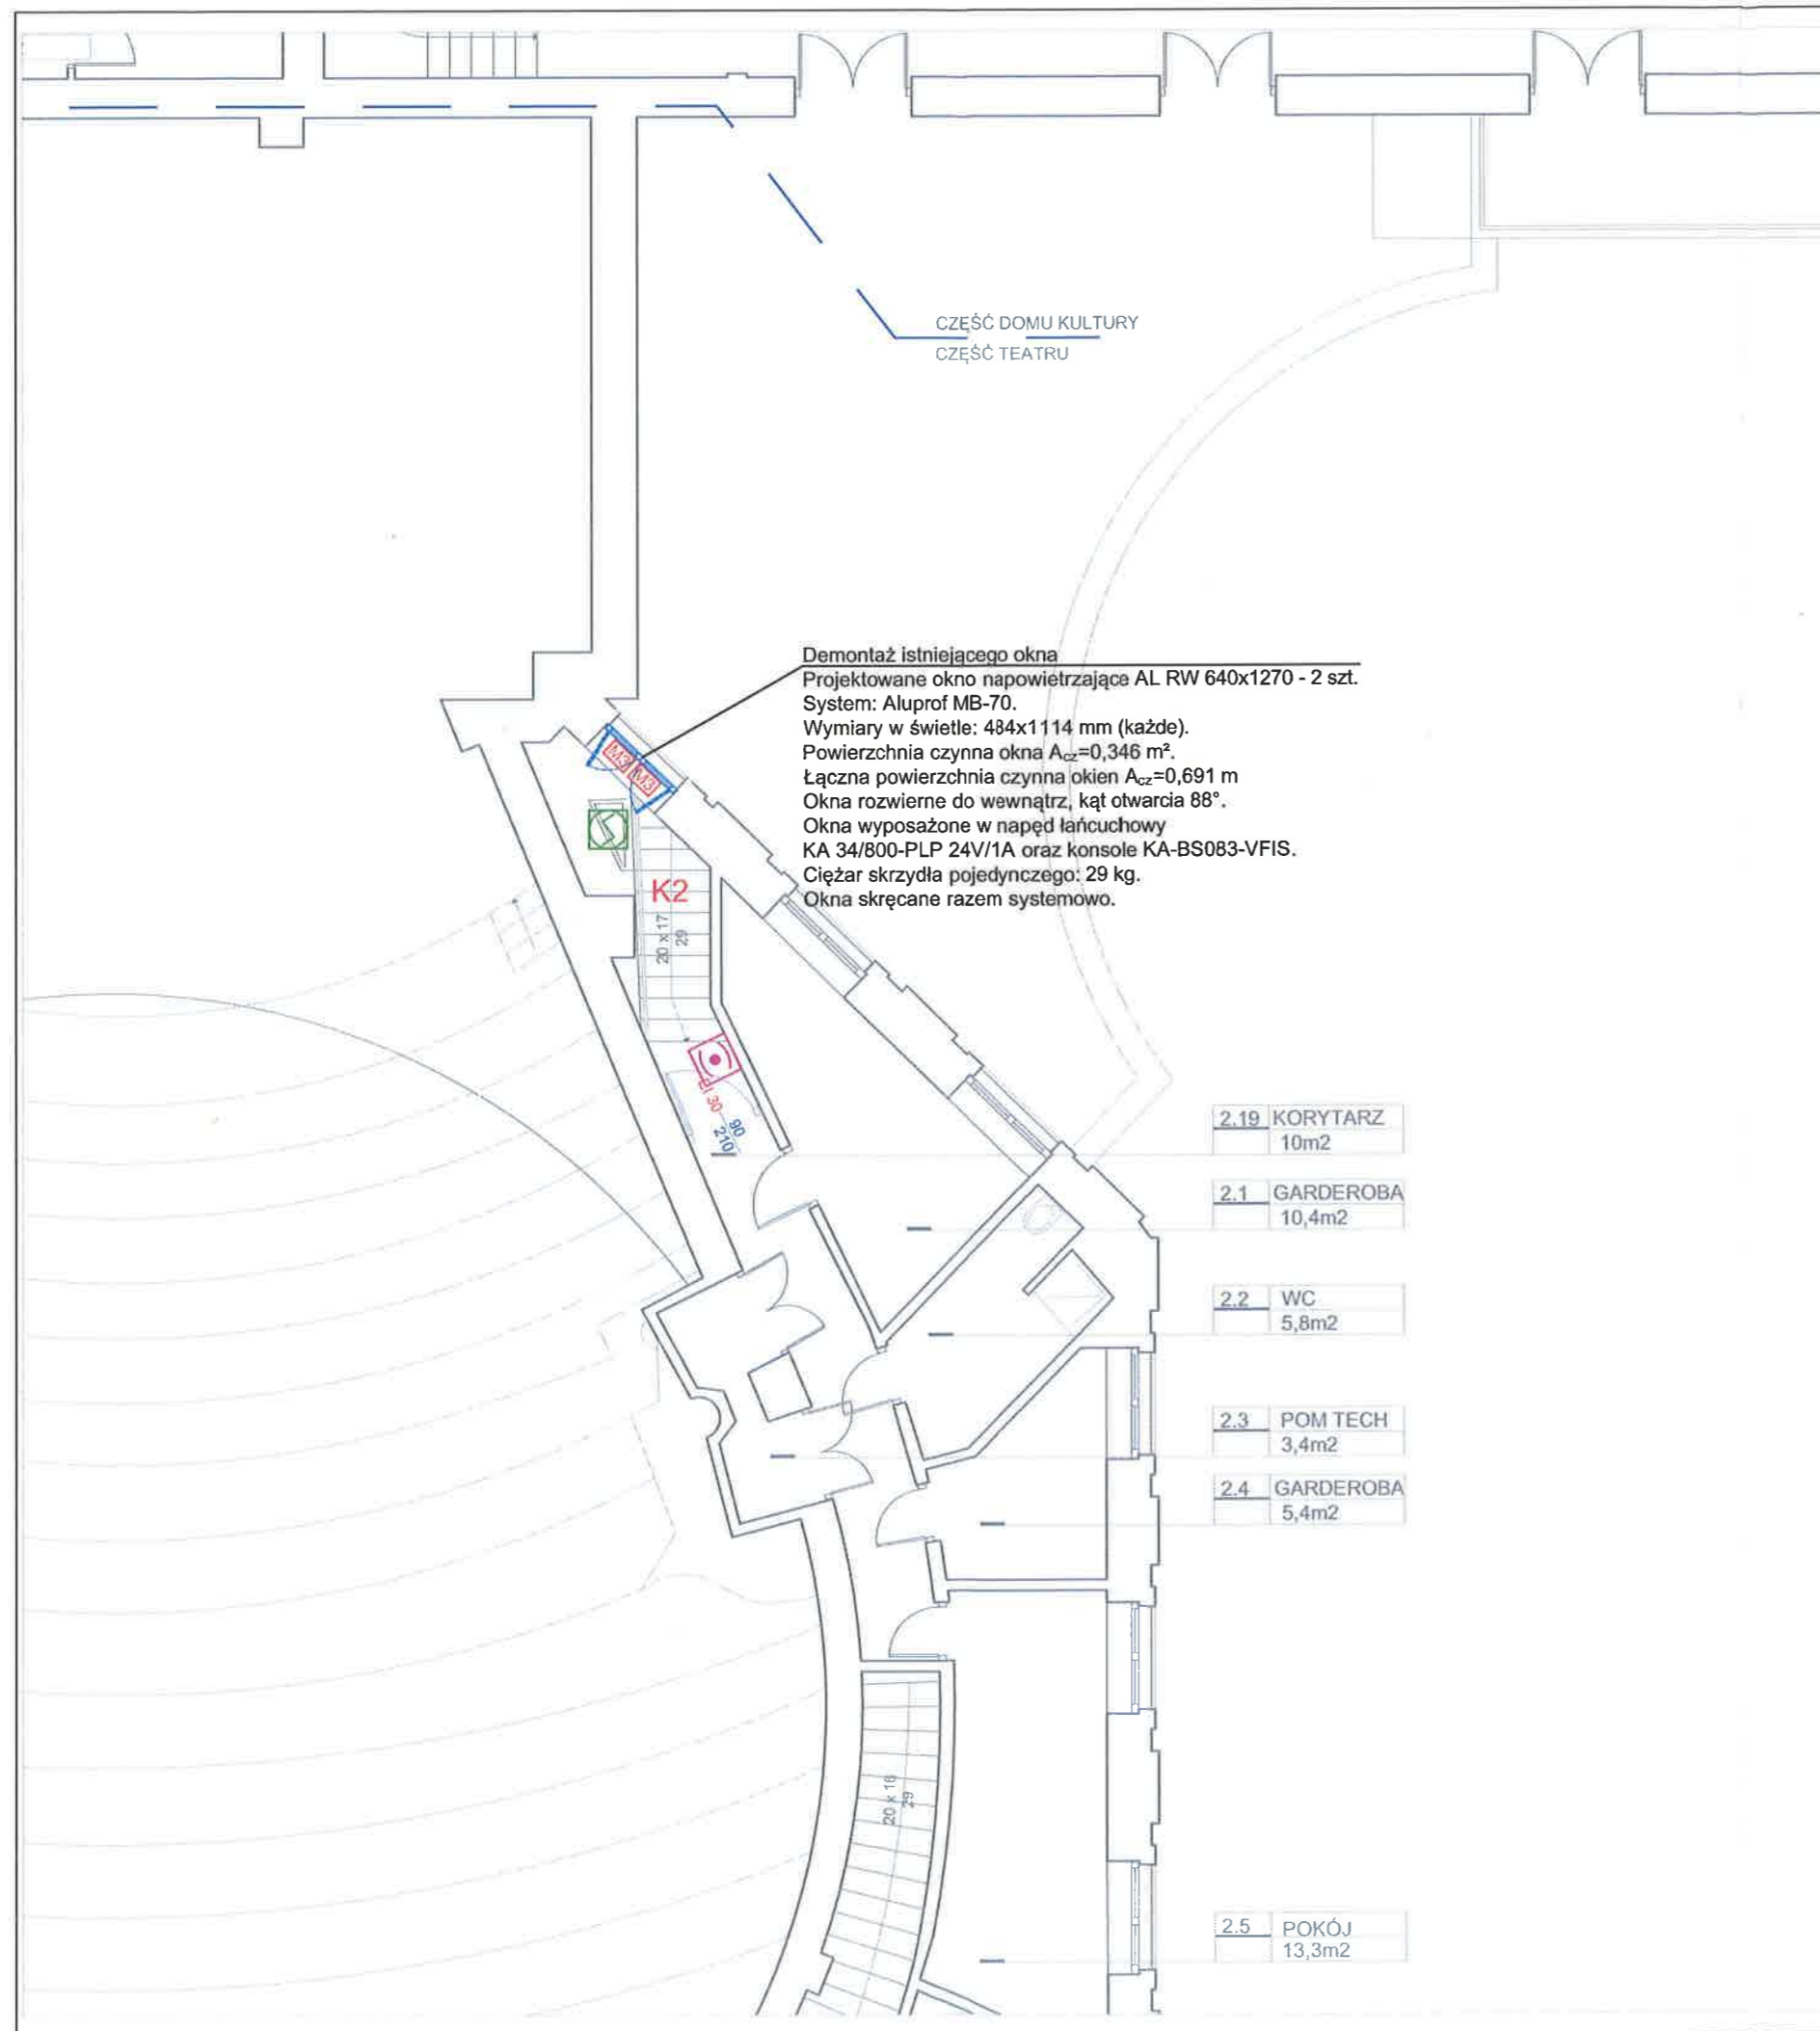 CZĘŚĆ DOMU KULTURY
CZĘŚĆ TEATRU
Demontaż istniejącego okna
Projektowane okno napowietrzające AL RW 640x1270 - 2 szt.
System: Aluprof MB-70.
Wymiary w świetle: 484x1114 mm (każde).
Powierzchnia czynna okna Acz=0,346 m².
Łączna powierzchnia czynna okien Acz=0,691 m
Okna rozwierne do wewnątrz, kąt otwarcia 88°.
Okna wyposażone w napęd łańcuchowy
KA 34/800-PLP 24V/1A oraz konsole KA-BS083-VFIS.
Ciężar skrzydła pojedynczego: 29 kg.
Okna skręcane razem systemowo.
M3 M3
K2
20 x 17
29
EI 30
90
210
2.19 KORYTARZ
10m2
2.1 GARDEROBA
10,4m2
2.2 WC
5,8m2
2.3 POM TECH
3,4m2
2.4 GARDEROBA
5,4m2
20 x 16
29
2.5 POKÓJ
13,3m2